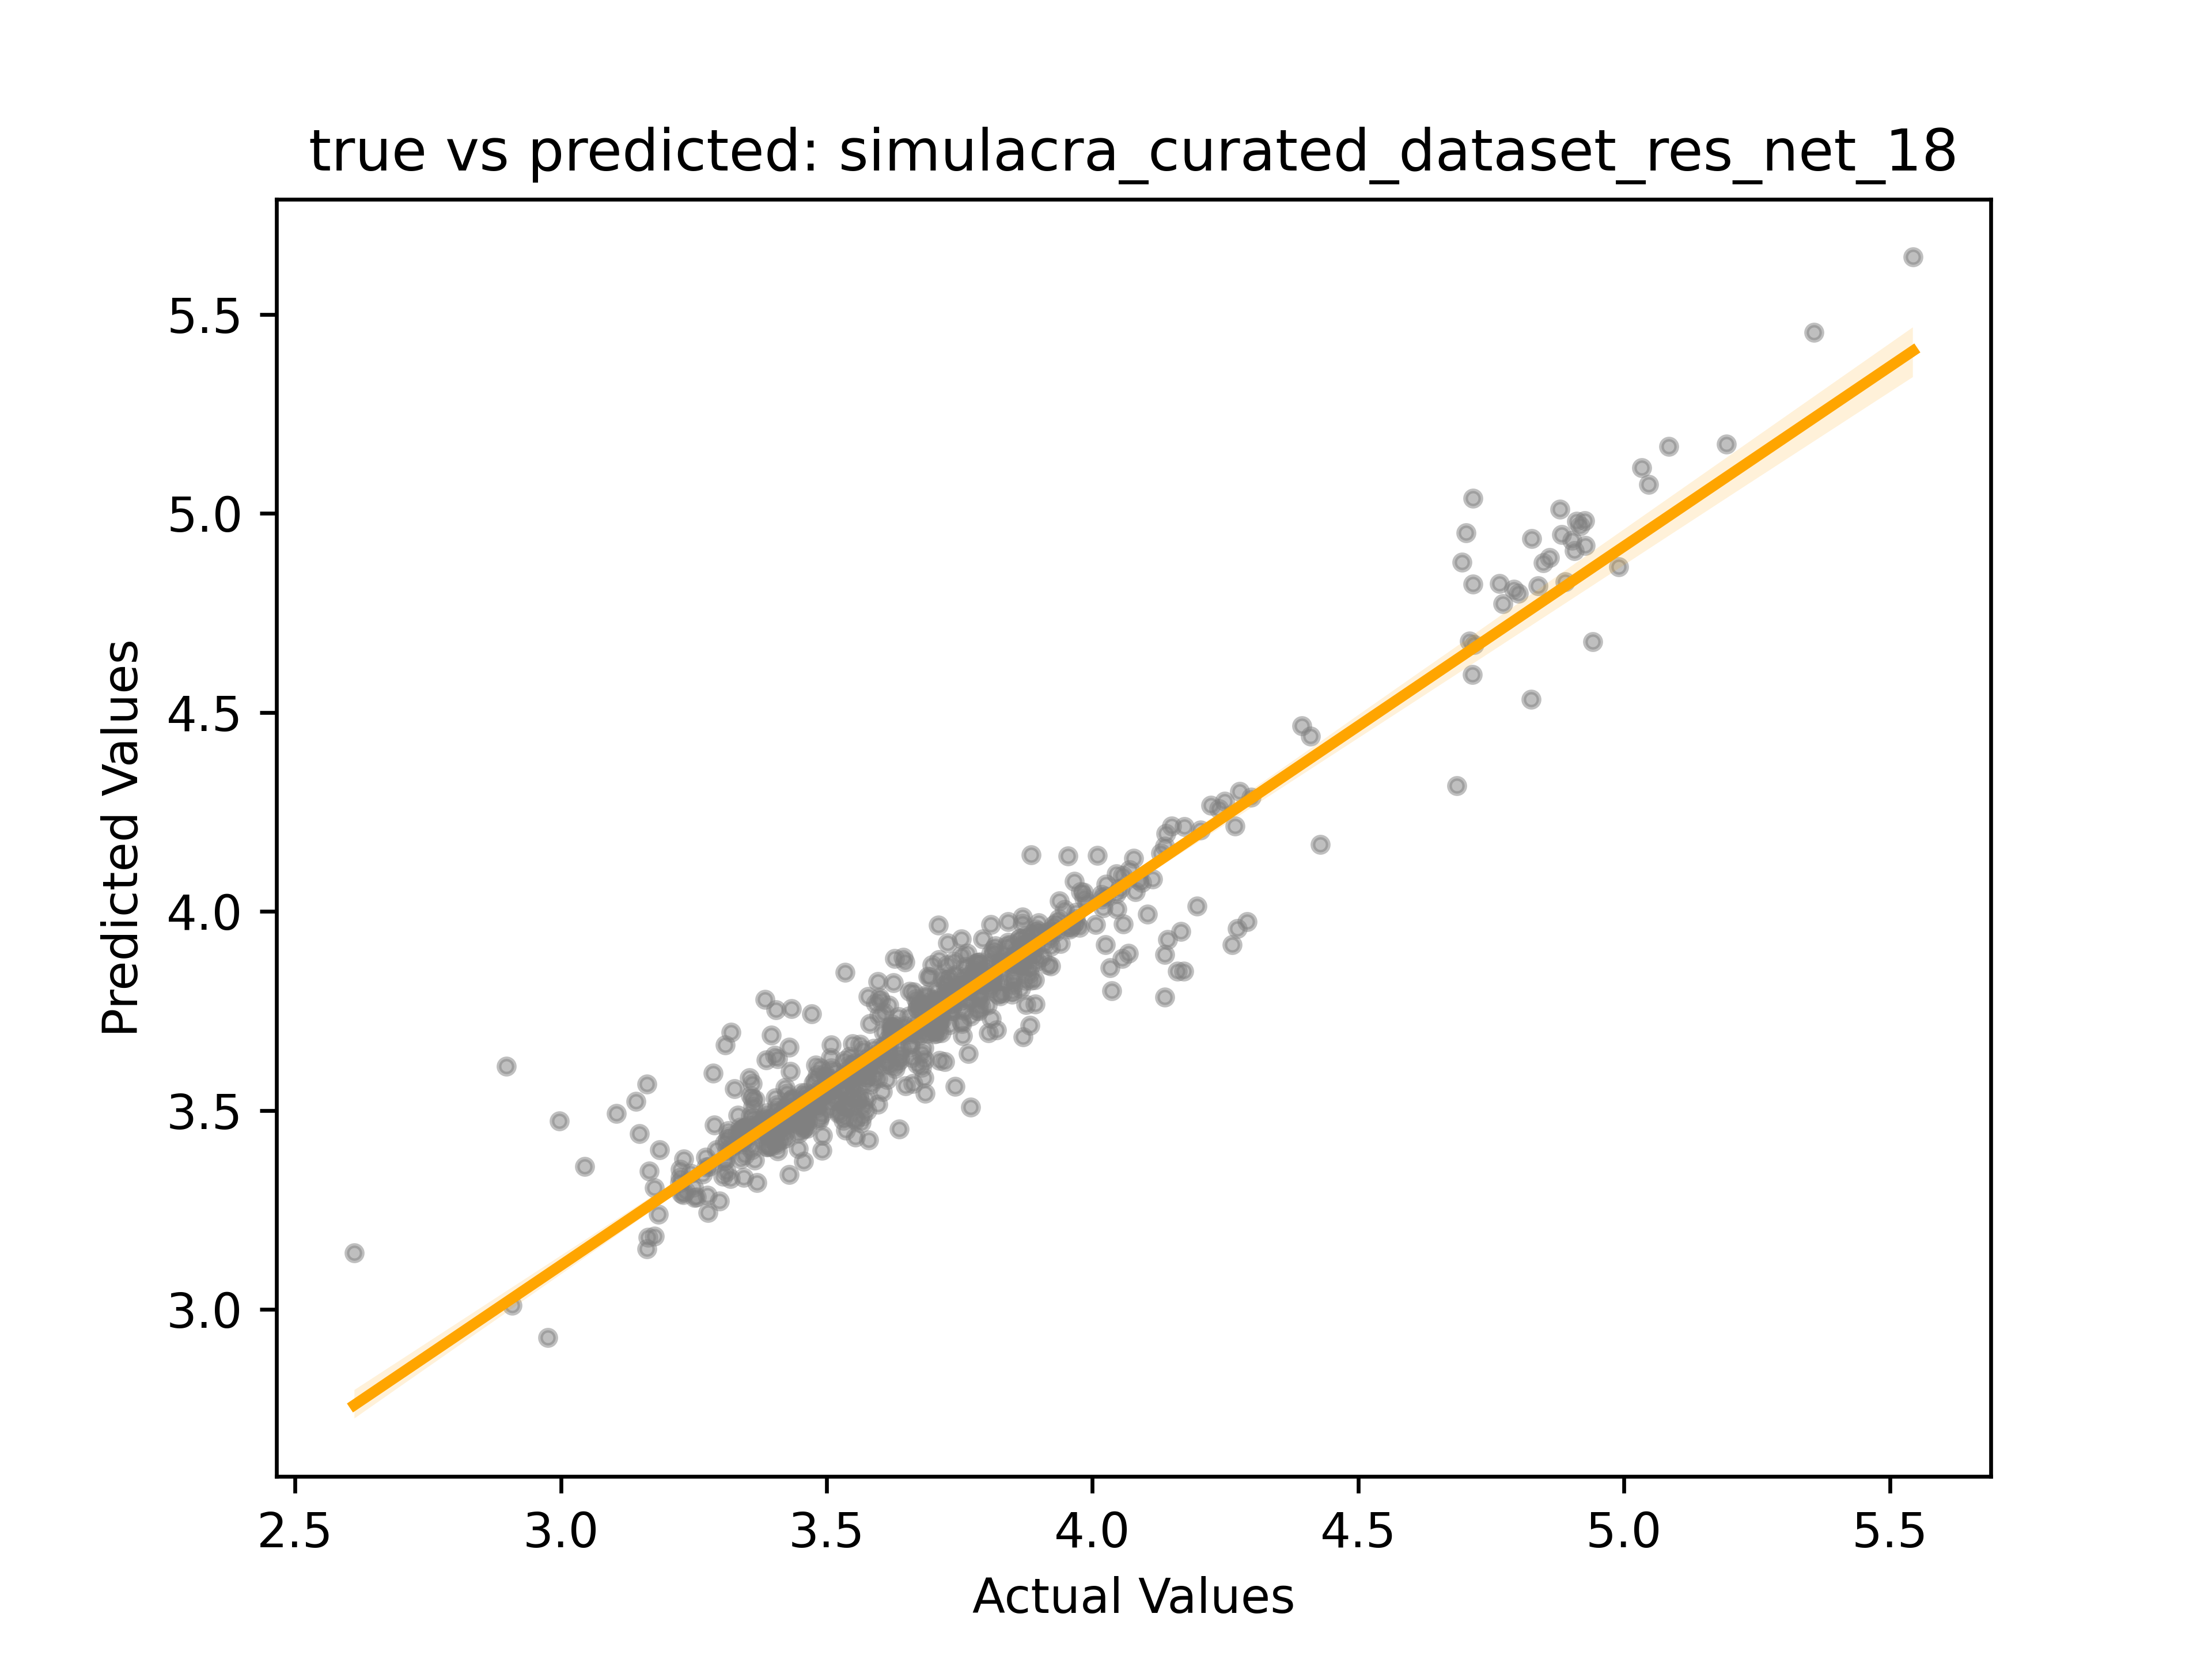 true vs predicted: simulacra_curated_dataset_res_net_18
5.5
5.0
4.5
4.0
3.5
3.0
Predicted Values
2.5 3.0 3.5 4.0 4.5 5.0 5.5
Actual Values